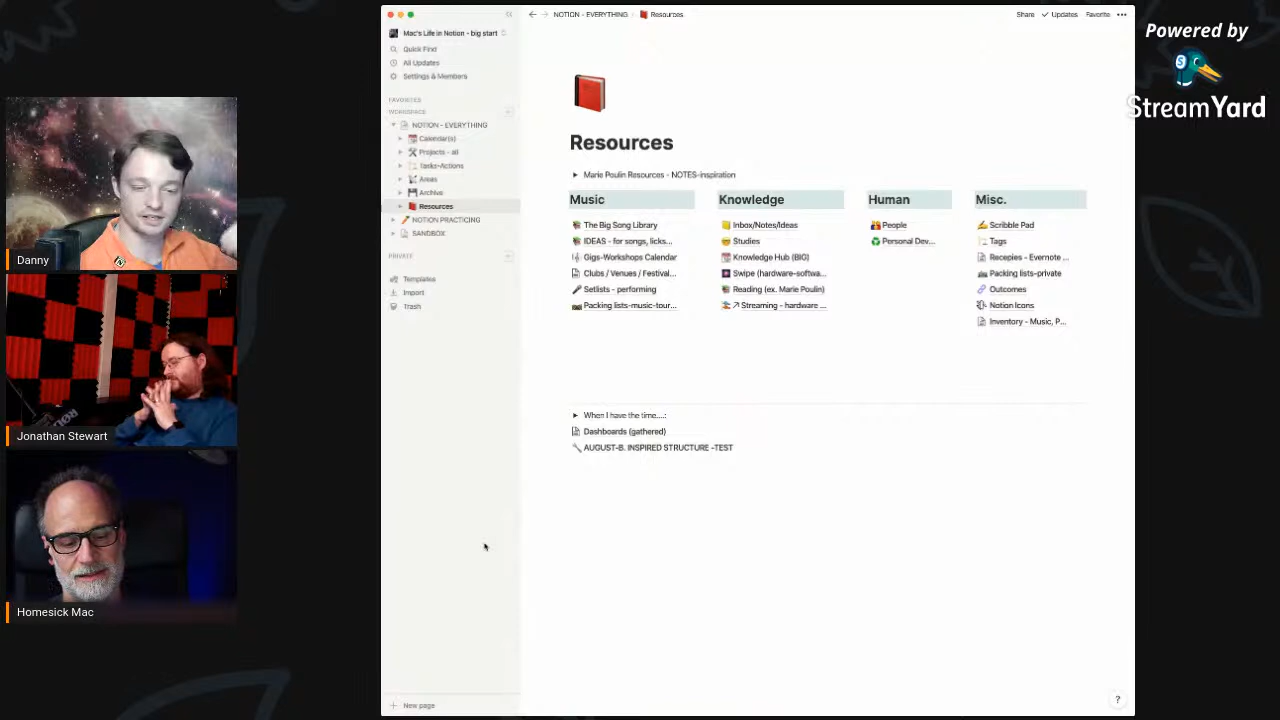 NOTION - EVERYTHING
Resources
Share
Updates
Favorite
Mac's Life in Notion - big start
Quick Find
All Updates
Settings & Members
FAVORITES
WORKSPACE
NOTION - EVERYTHING
Calendar(s)
Projects - all
Tasks-Actions
Areas
Archive
Resources
NOTION PRACTICING
SANDBOX
PRIVATE
Templates
Import
Trash
New page
Resources
Marie Poulin Resources - NOTES-inspiration
Music
The Big Song Library
IDEAS - for songs, licks...
Gigs-Workshops Calendar
Clubs / Venues / Festival...
Setlists - performing
Packing lists-music-tour...
Knowledge
Inbox/Notes/Ideas
Studies
Knowledge Hub (BIG)
Swipe (hardware-softwa...
Reading (ex. Marie Poulin)
Streaming - hardware ...
Human
People
Personal Dev...
Misc.
Scribble Pad
Tags
Recepies - Evernote ...
Packing lists-private
Outcomes
Notion Icons
Inventory - Music, P...
When I have the time....:
Dashboards (gathered)
AUGUST-B. INSPIRED STRUCTURE -TEST
?
Danny
Jonathan Stewart
Homesick Mac
Powered by
StreamYard